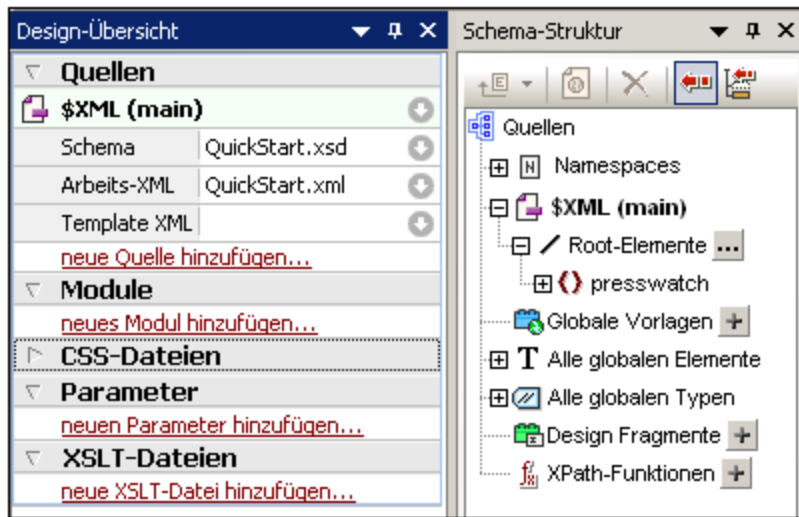 Design-Übersicht
Quellen
$XML (main)
Schema QuickStart.xsd
Arbeits-XML QuickStart.xml
Template XML
neue Quelle hinzufügen...
Module
neues Modul hinzufügen...
CSS-Dateien
Parameter
neuen Parameter hinzufügen...
XSLT-Dateien
neue XSLT-Datei hinzufügen...
Schema-Struktur
Quellen
Namespaces
$XML (main)
Root-Elemente ...
presswatch
Globale Vorlagen
Alle globalen Elemente
Alle globalen Typen
Design Fragmente
XPath-Funktionen